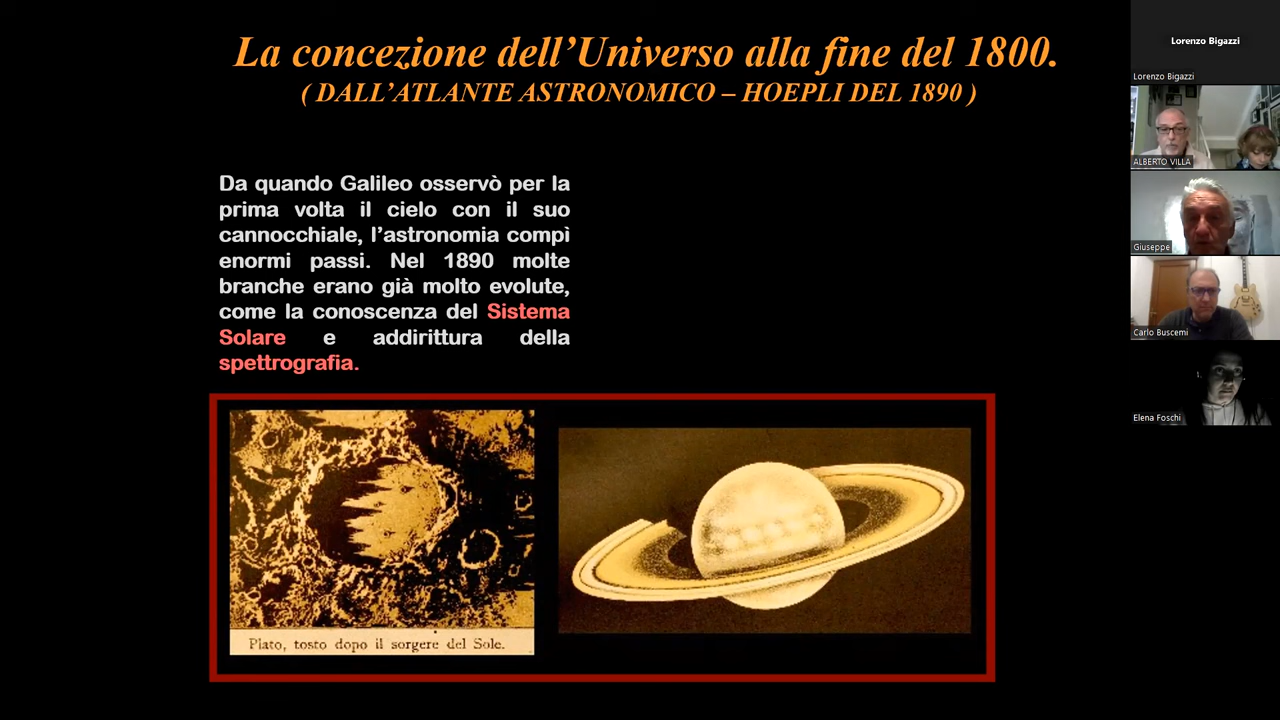 La concezione dell’Universo alla fine del 1800.
( DALL’ATLANTE ASTRONOMICO – HOEPLI DEL 1890 )
Da quando Galileo osservò per la
prima volta il cielo con il suo
cannocchiale, l’astronomia compì
enormi passi. Nel 1890 molte
branche erano già molto evolute,
come la conoscenza del Sistema
Solare e addirittura della
spettrografia.
Plato, tosto dopo il sorgere del Sole.
Lorenzo Bigazzi
Lorenzo Bigazzi
ALBERTO VILLA
Giuseppe
Carlo Buscemi
Elena Foschi